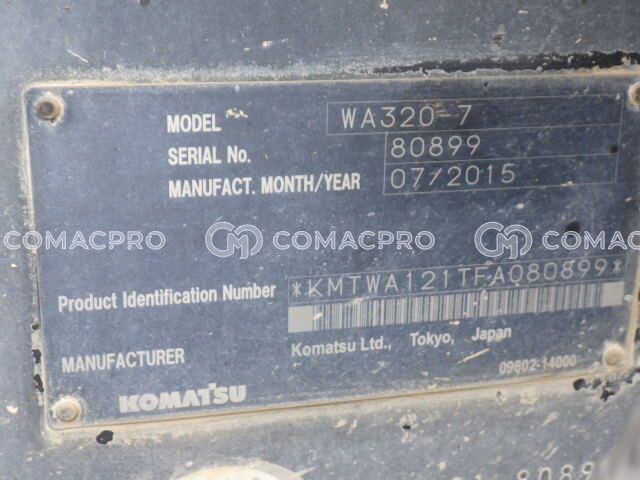 MODEL WA320-7
SERIAL No. 80899
MANUFACT. MONTH/YEAR 07/2015
COMACPRO COMACPRO
Product Identification Number *KMTWA121TFA080899*
MANUFACTURER Komatsu Ltd., Tokyo, Japan
09602-14000
KOMATSU